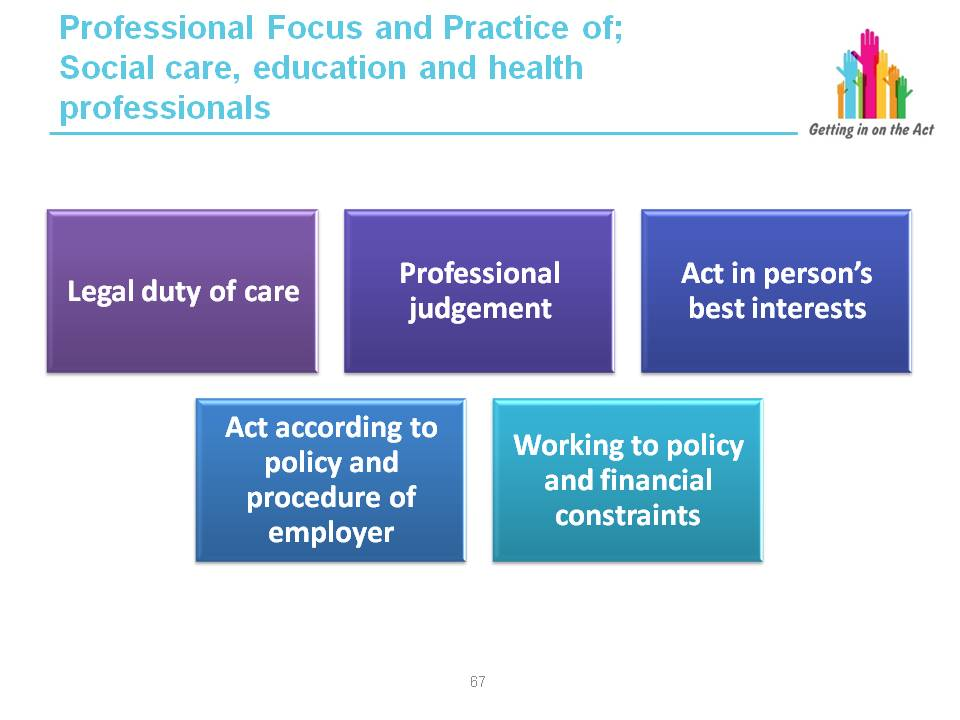 Professional Focus and Practice of;
Social care, education and health
professionals
Getting in on the Act
Legal duty of care
Professional
judgement
Act in person’s
best interests
Act according to
policy and
procedure of
employer
Working to policy
and financial
constraints
67